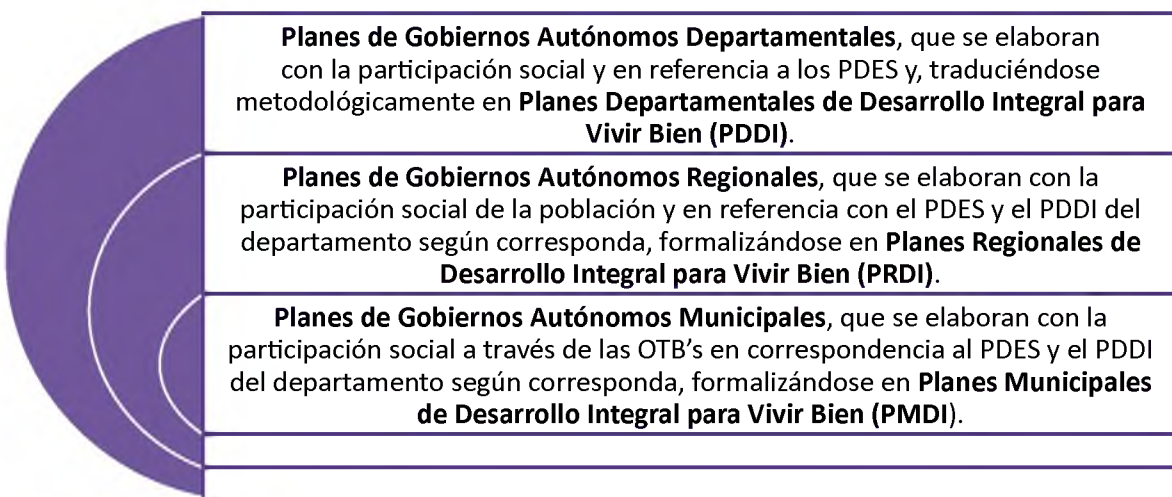 Planes de Gobiernos Autónomos Departamentales, que se elaboran
con la participación social y en referencia a los PDES y, traduciéndose
metodológicamente en Planes Departamentales de Desarrollo Integral para
Vivir Bien (PDDI).
Planes de Gobiernos Autónomos Regionales, que se elaboran con la
participación social de la población y en referencia con el PDES y el PDDI del
departamento según corresponda, formalizándose en Planes Regionales de
Desarrollo Integral para Vivir Bien (PRDI).
Planes de Gobiernos Autónomos Municipales, que se elaboran con la
participación social a través de las OTB’s en correspondencia al PDES y el PDDI
del departamento según corresponda, formalizándose en Planes Municipales
de Desarrollo Integral para Vivir Bien (PMDI).